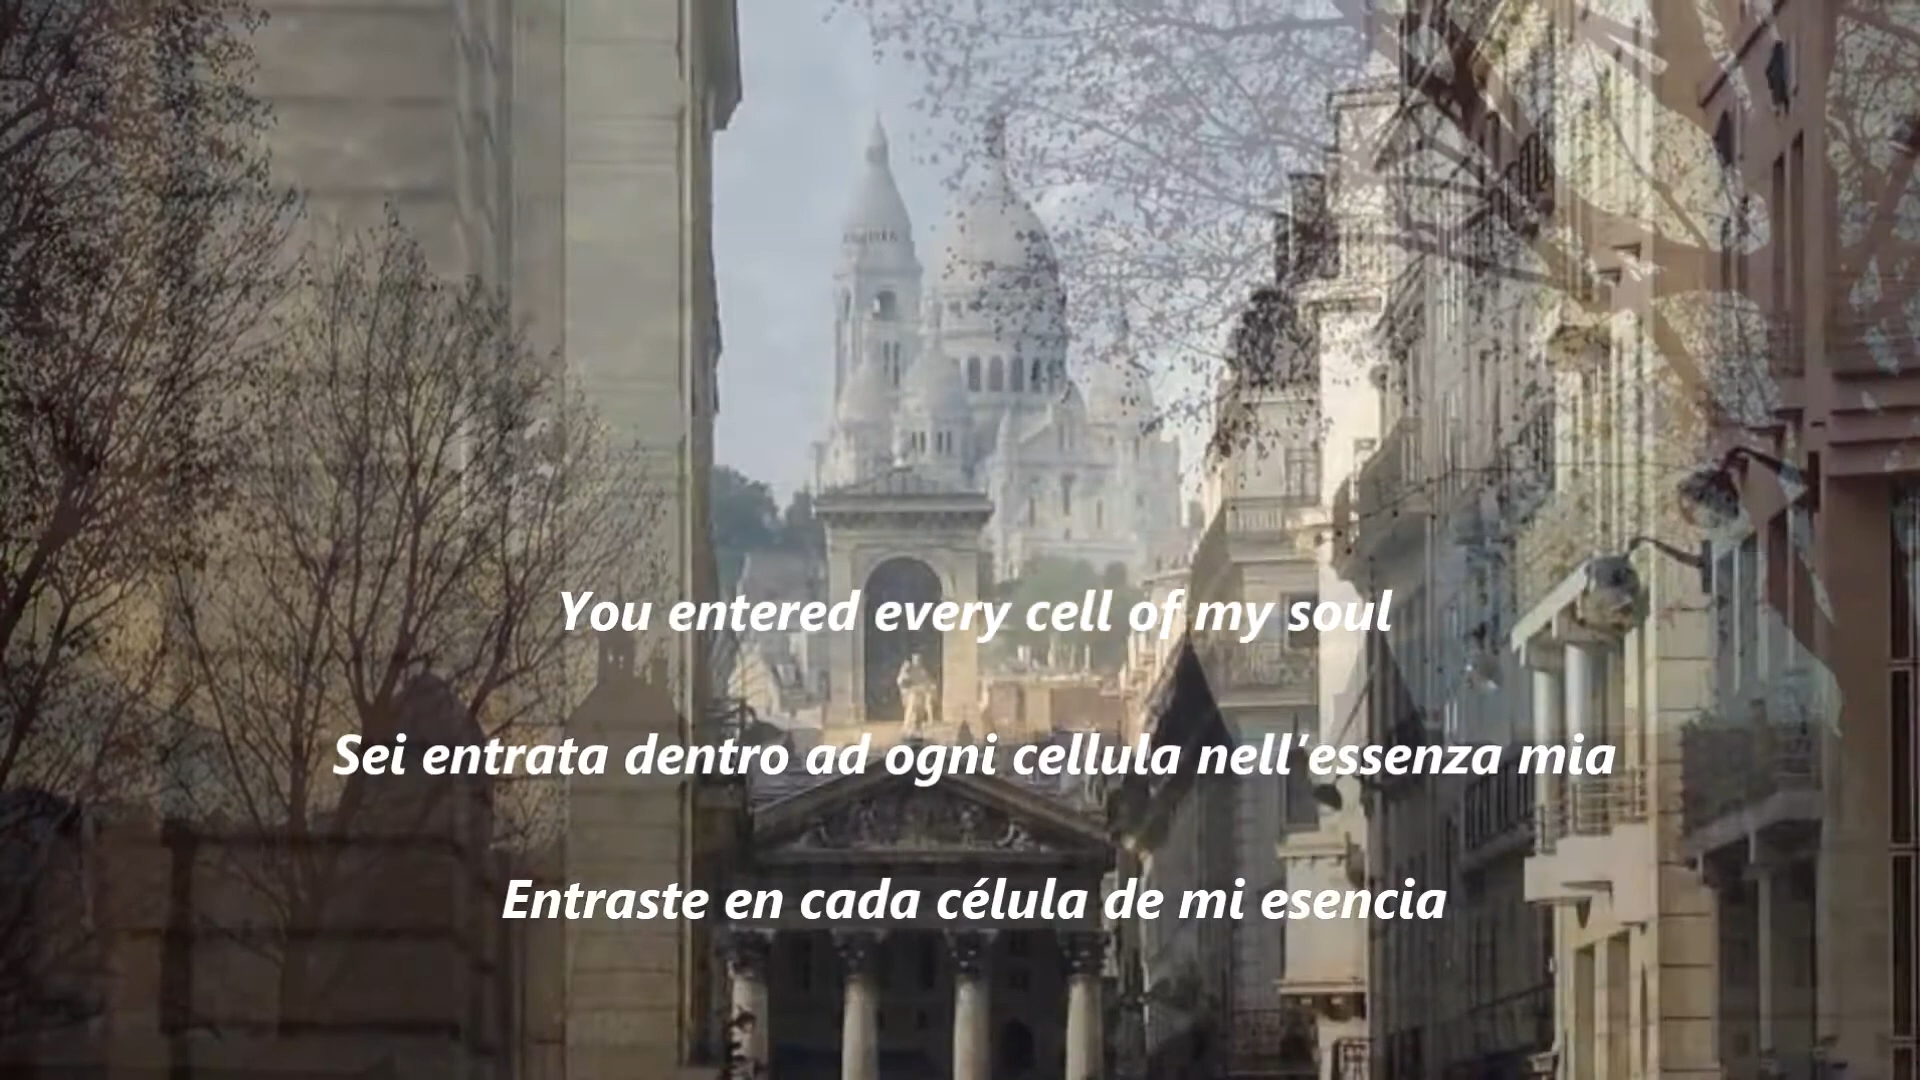 You entered every cell of my soul
Sei entrata dentro ad ogni cellula nell'essenza mia
Entraste en cada célula de mi esencia